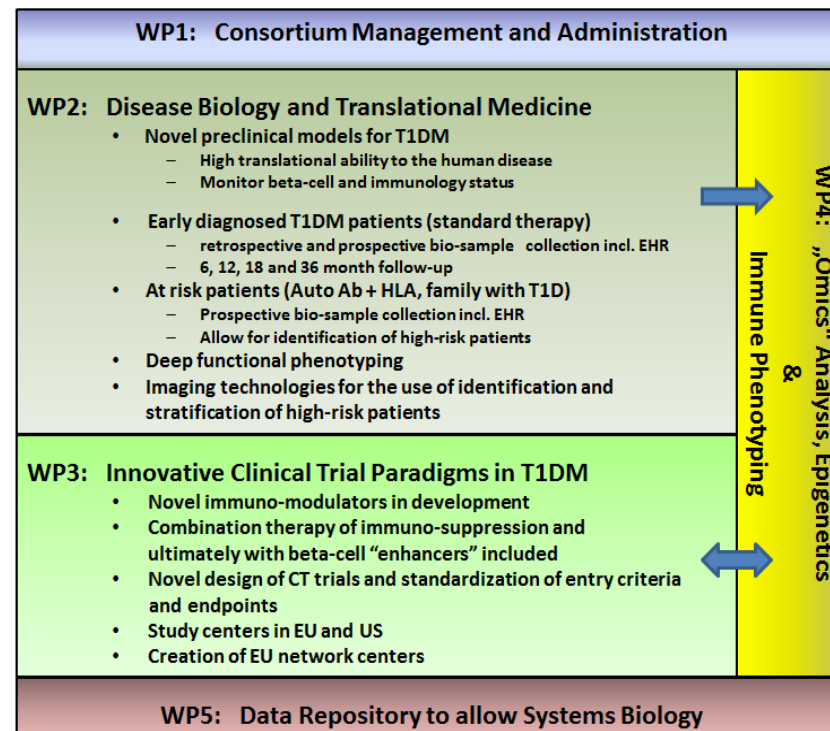 WP1: Consortium Management and Administration
WP2: Disease Biology and Translational Medicine
• Novel preclinical models for T1DM
– High translational ability to the human disease
– Monitor beta-cell and immunology status
• Early diagnosed T1DM patients (standard therapy)
– retrospective and prospective bio-sample collection incl. EHR
– 6, 12, 18 and 36 month follow-up
• At risk patients (Auto Ab + HLA, family with T1D)
– Prospective bio-sample collection incl. EHR
– Allow for identification of high-risk patients
• Deep functional phenotyping
• Imaging technologies for the use of identification and
stratification of high-risk patients
WP3: Innovative Clinical Trial Paradigms in T1DM
• Novel immuno-modulators in development
• Combination therapy of immuno-suppression and
ultimately with beta-cell “enhancers” included
• Novel design of CT trials and standardization of entry criteria
and endpoints
• Study centers in EU and US
• Creation of EU network centers
WP4: „Omics" Analysis, Epigenetics
&
Immune Phenotyping
WP5: Data Repository to allow Systems Biology